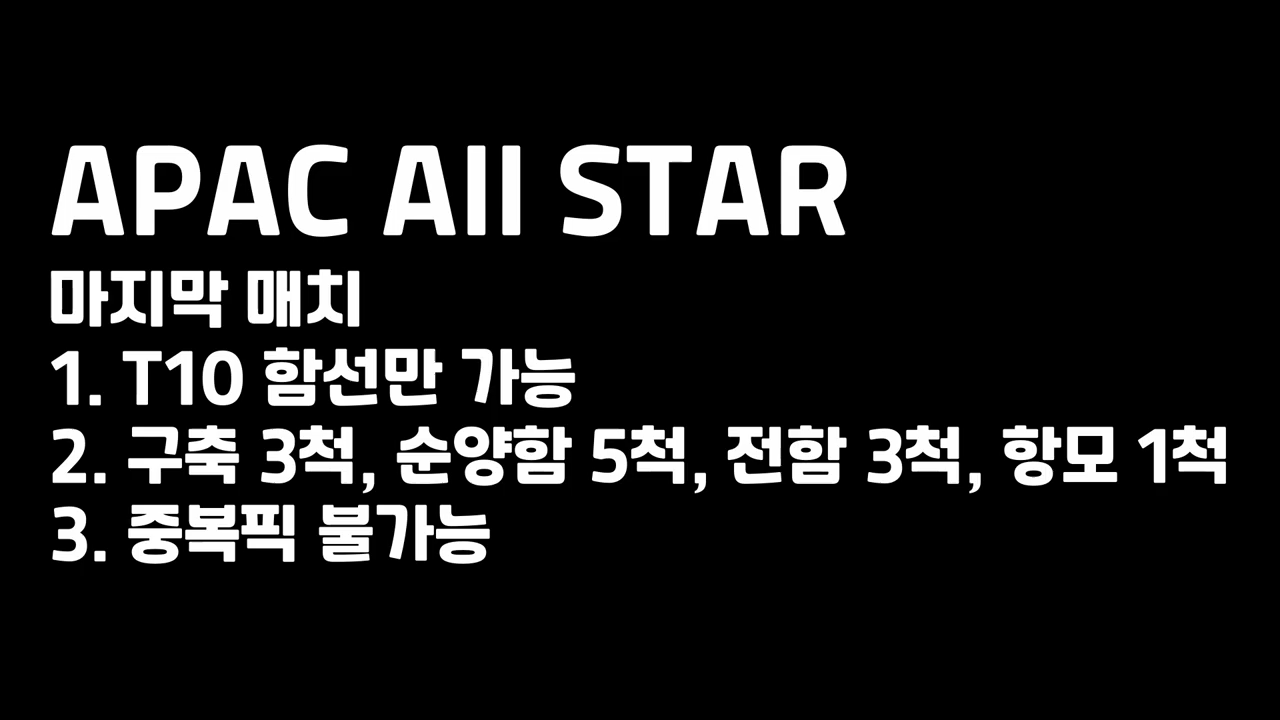 APAC All STAR
마지막 매치
1. T10 함선만 가능
2. 구축 3척, 순양함 5척, 전함 3척, 항모 1척
3. 중복픽 불가능